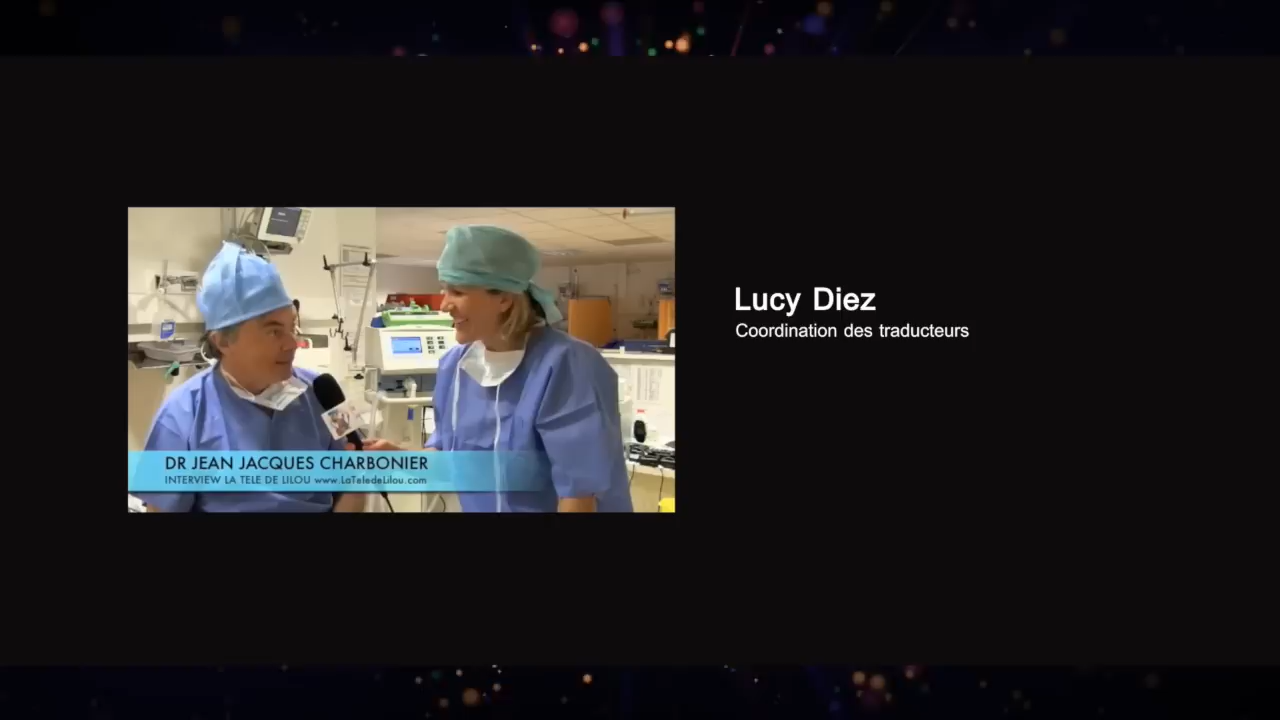 DR JEAN JACQUES CHARBONIER
INTERVIEW LA TELE DE LILOU www.LaTeledeLilou.com
Lucy Diez
Coordination des traducteurs